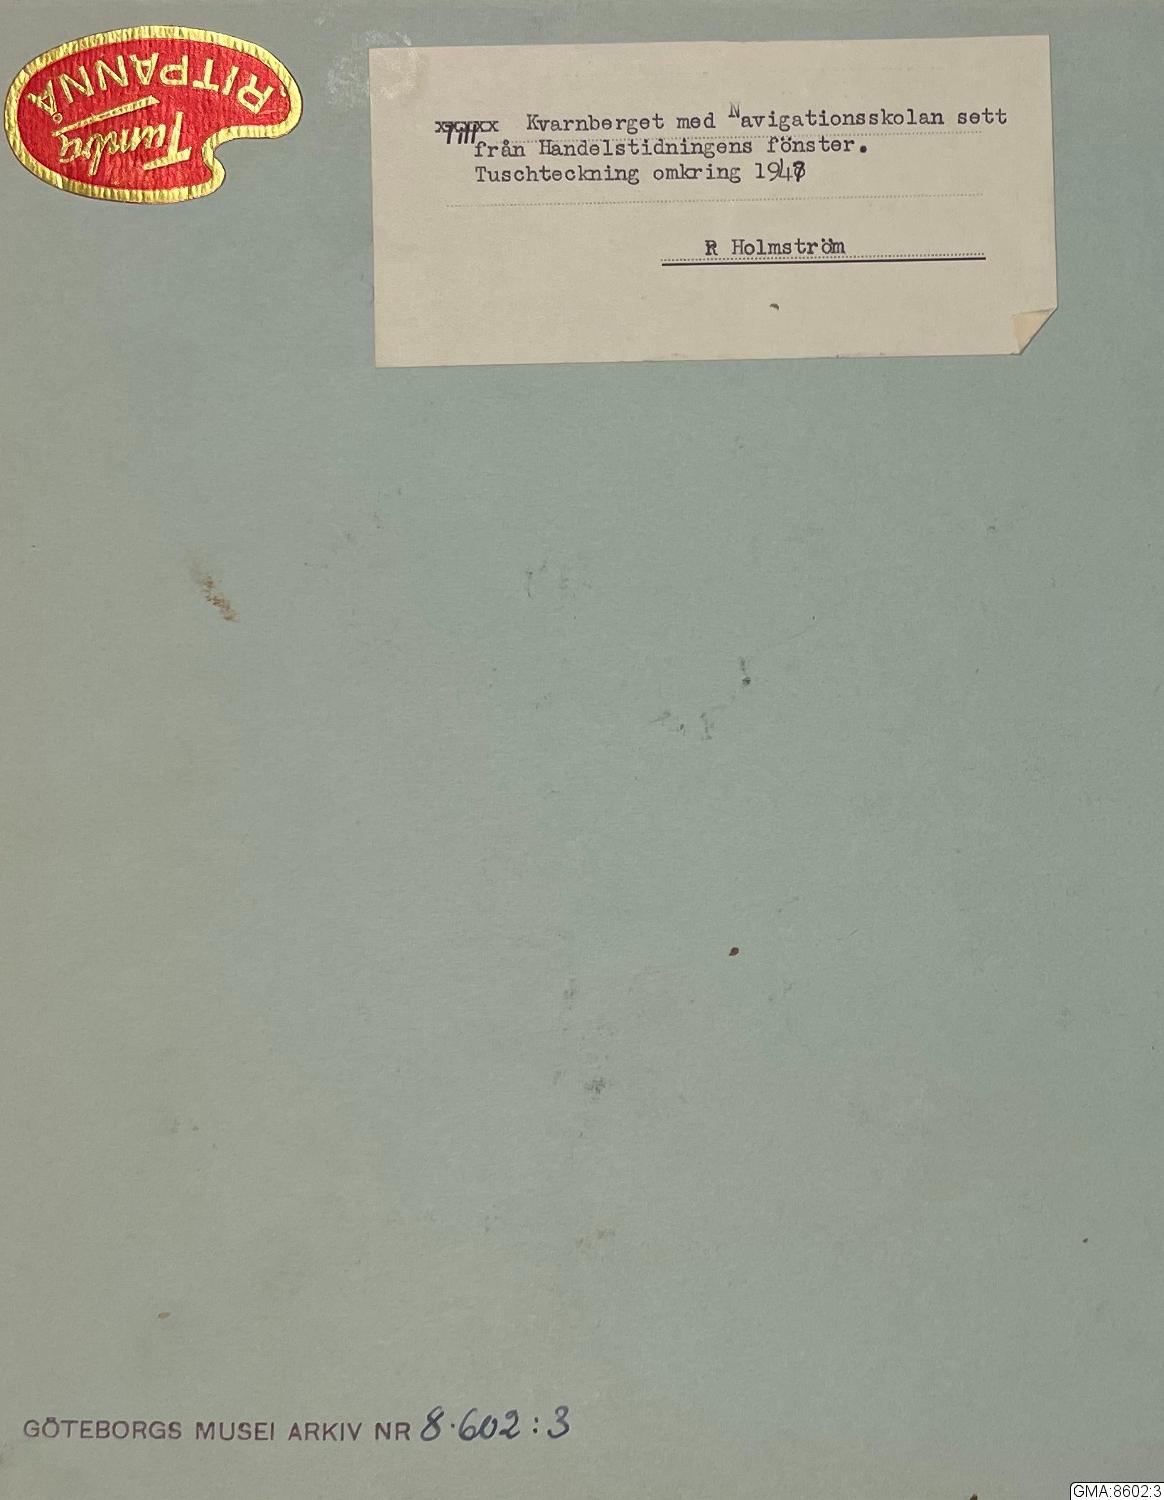 Tumba
RITPANNÅ
Kvarnberget med Navigationsskolan sett
från Handelstidningens fönster.
Tuschteckning omkring 1947
R Holmström
GÖTEBORGS MUSEI ARKIV NR 8.602:3
GMA:8602:3